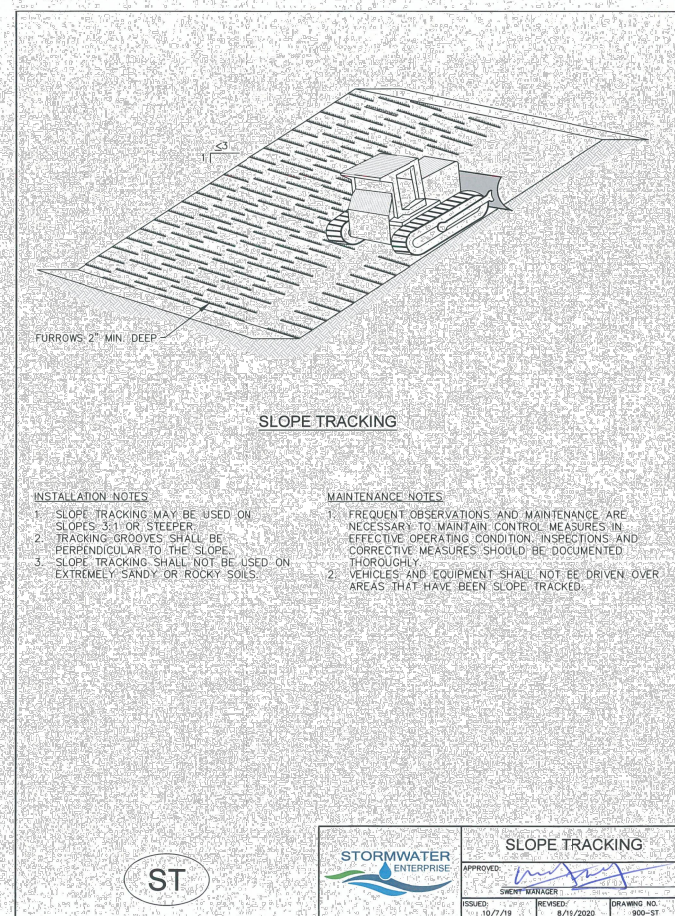 ≤3
1
FURROWS 2" MIN. DEEP
SLOPE TRACKING
INSTALLATION NOTES
1. SLOPE TRACKING MAY BE USED ON
SLOPES 3:1 OR STEEPER.
2. TRACKING GROOVES SHALL BE
PERPENDICULAR TO THE SLOPE.
3. SLOPE TRACKING SHALL NOT BE USED ON
EXTREMELY SANDY OR ROCKY SOILS.
MAINTENANCE NOTES
1. FREQUENT OBSERVATIONS AND MAINTENANCE ARE
NECESSARY TO MAINTAIN CONTROL MEASURES IN
EFFECTIVE OPERATING CONDITION. INSPECTIONS AND
CORRECTIVE MEASURES SHOULD BE DOCUMENTED
THOROUGHLY.
2. VEHICLES AND EQUIPMENT SHALL NOT BE DRIVEN OVER
AREAS THAT HAVE BEEN SLOPE TRACKED.
ST
STORMWATER
ENTERPRISE
SLOPE TRACKING
APPROVED:
SWENT MANAGER
ISSUED: REVISED: DRAWING NO.
10/7/19 8/19/2020 900-ST